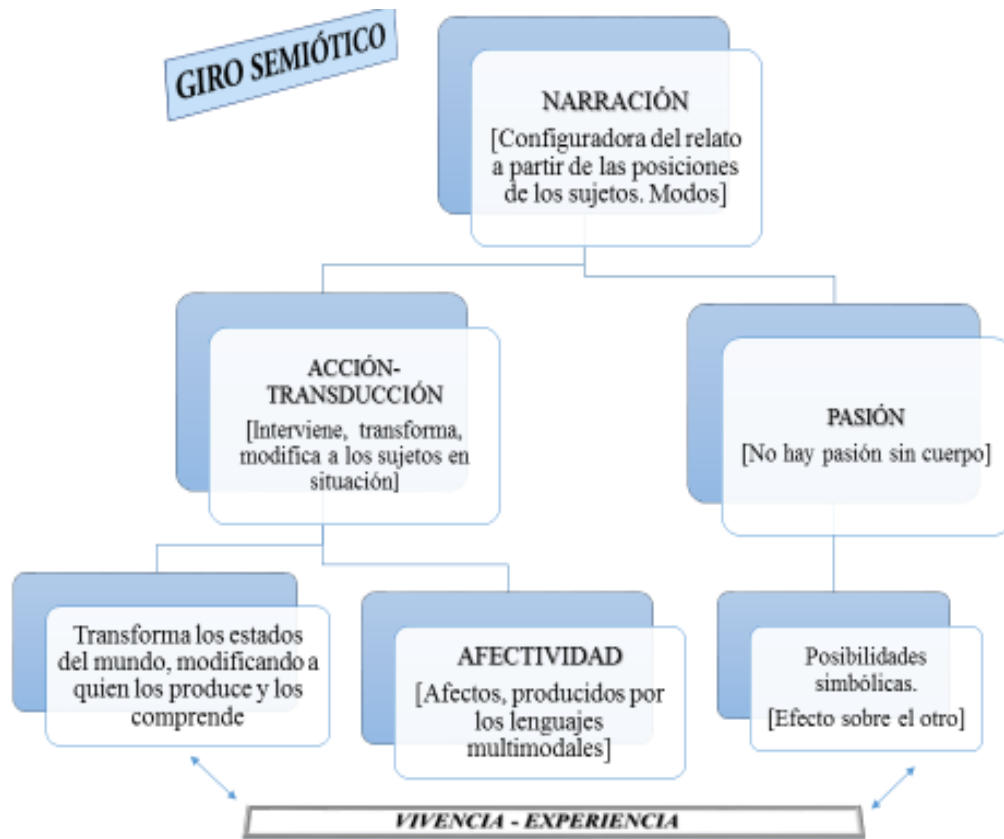 GIRO SEMIÓTICO
NARRACIÓN
[Configuradora del relato
a partir de las posiciones
de los sujetos. Modos]
ACCIÓN-
TRANSDUCCIÓN
[Interviene, transforma,
modifica a los sujetos en
situación]
PASIÓN
[No hay pasión sin cuerpo]
Transforma los estados
del mundo, modificando a
quien los produce y los
comprende
AFECTIVIDAD
[Afectos, producidos por
los lenguajes
multimodales]
Posibilidades
simbólicas.
[Efecto sobre el otro]
VIVENCIA - EXPERIENCIA